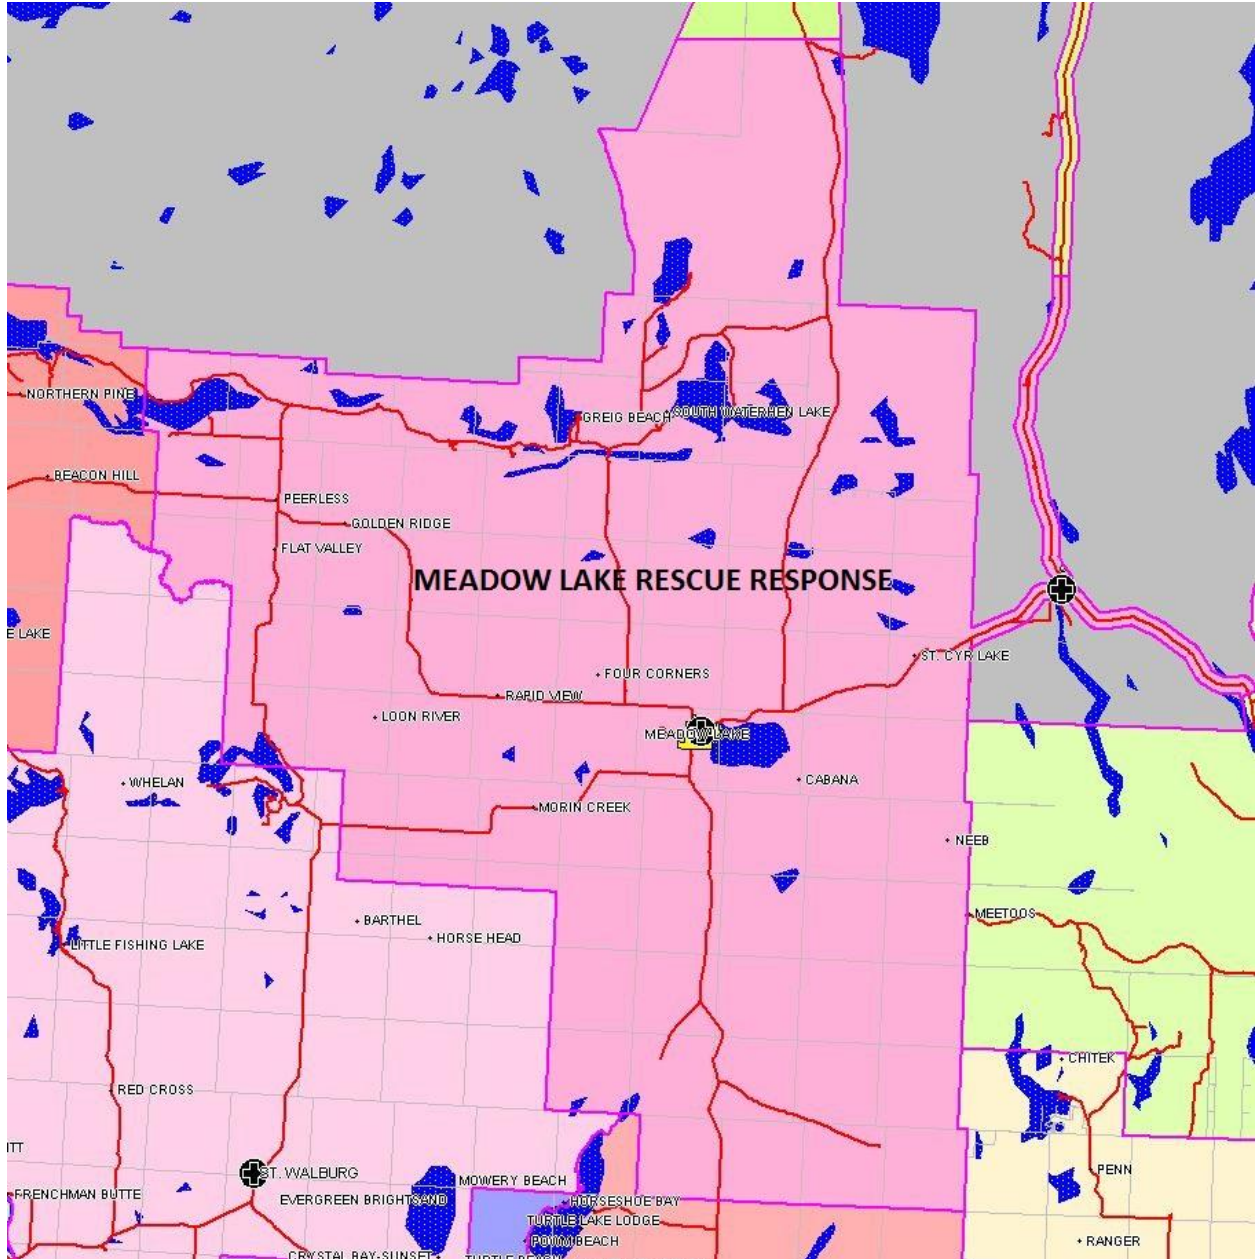 NORTHERN PINE
GREIG BEACH
SOUTH WATERHEN LAKE
BEACON HILL
PEERLESS
GOLDEN RIDGE
FLAT VALLEY
MEADOW LAKE RESCUE RESPONSE
E LAKE
ST. CYR LAKE
FOUR CORNERS
RAPID VIEW
LOON RIVER
MEADOW LAKE
WHELAN
CABANA
MORIN CREEK
NEEB
BARTHEL
MEETOOS
HORSE HEAD
LITTLE FISHING LAKE
CHITEK
RED CROSS
ITT
ST. WALBURG
MOWERY BEACH
PENN
FRENCHMAN BUTTE
EVERGREEN BRIGHTSAND
HORSESHOE BAY
TURTLE LAKE LODGE
POWM BEACH
RANGER
CRYSTAL BAY-SUNSET